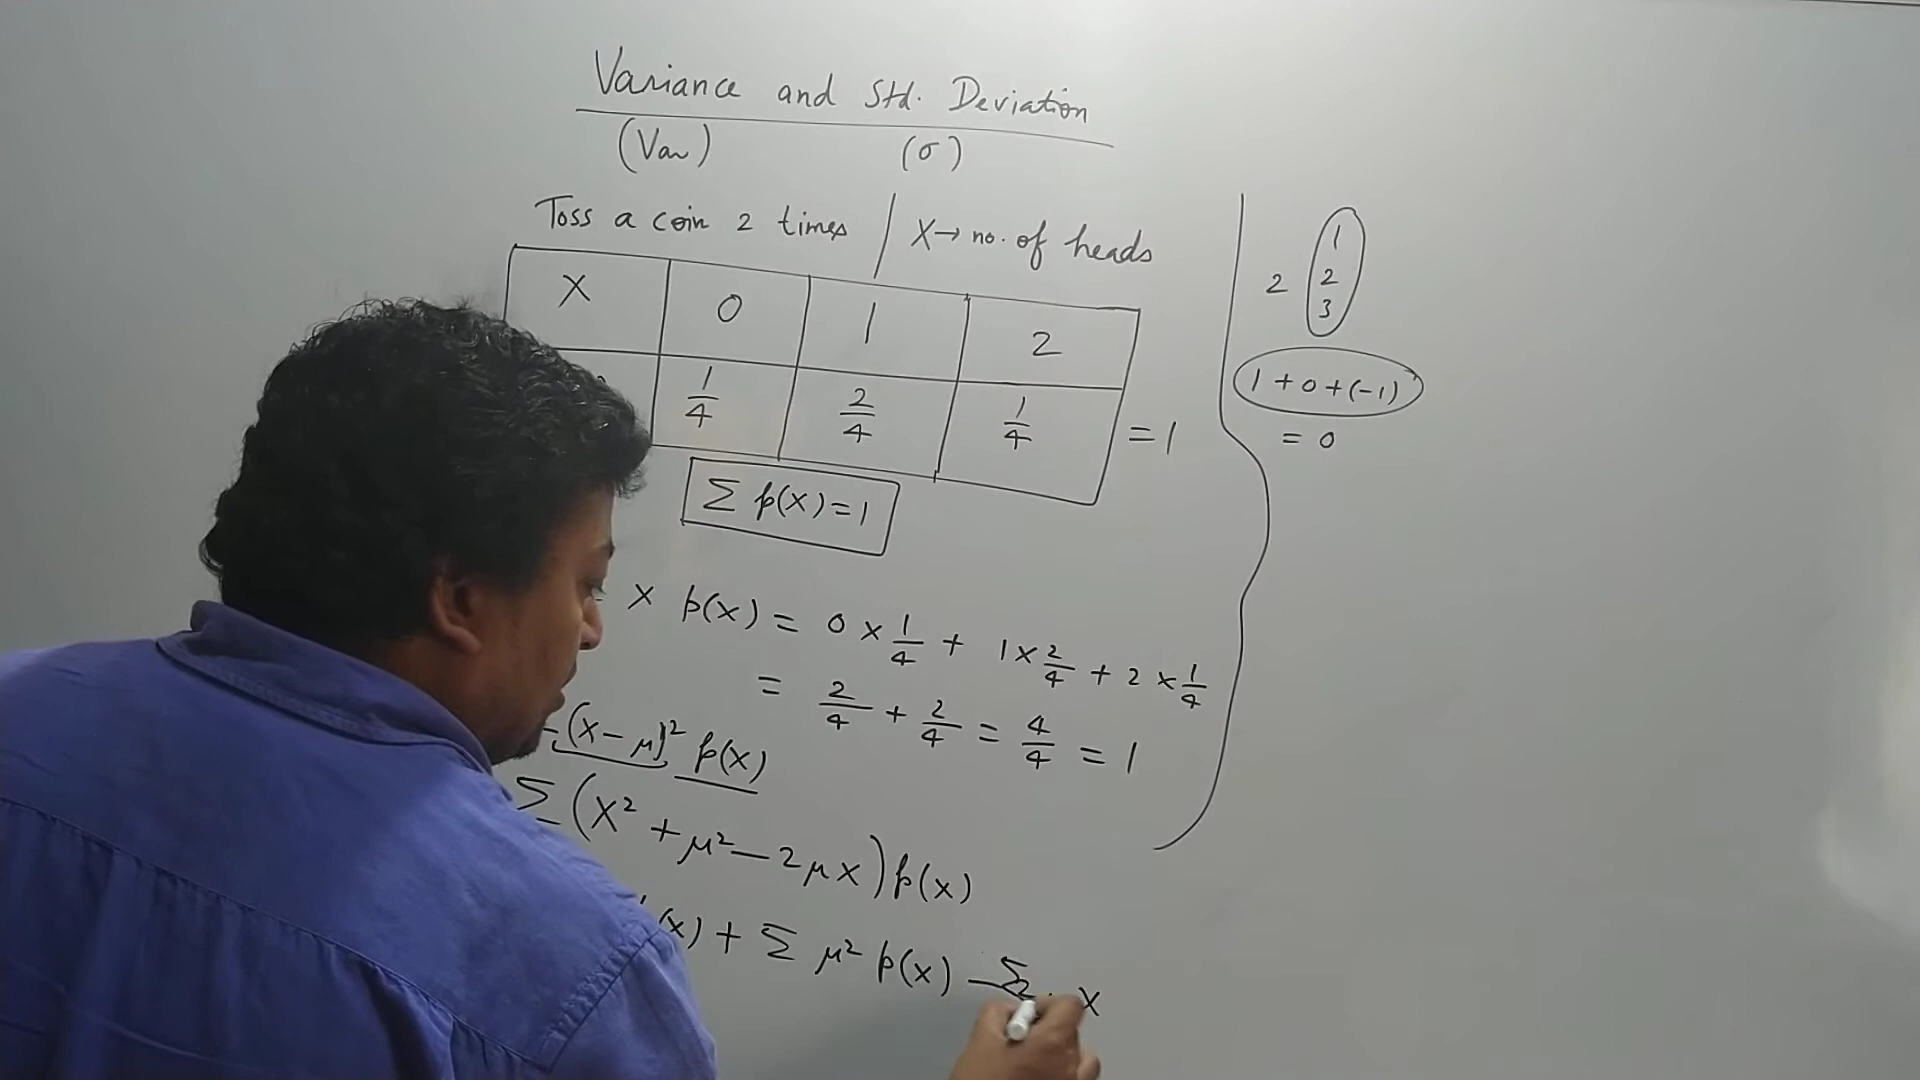 Variance and Std. Deviation
(Var) (σ)
Toss a coin 2 times | X → no. of heads
X 0 1 2
1/4 2/4 1/4 = 1
Σ p(X) = 1
X p(X) = 0 × 1/4 + 1 × 2/4 + 2 × 1/4
= 2/4 + 2/4 = 4/4 = 1
(X - μ)² p(X)
Σ (X² + μ² - 2μX) p(X)
(X) + Σ μ² p(X) - Σ 2 X
1
2 2
3
1 + 0 + (-1)
= 0